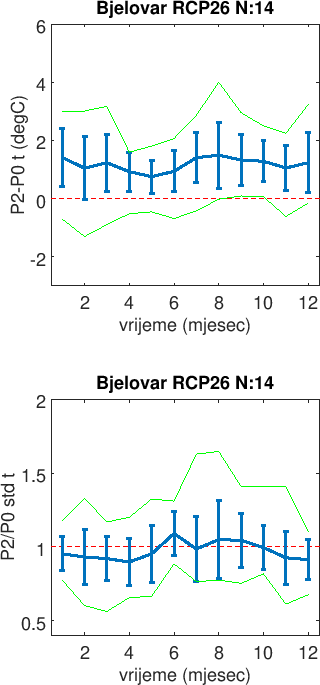 Bjelovar RCP26 N:14
6
4
2
0
-2
P2-P0 t (degC)
2 4 6 8 10 12
vrijeme (mjesec)
Bjelovar RCP26 N:14
2
1.5
1
0.5
P2/P0 std t
2 4 6 8 10 12
vrijeme (mjesec)